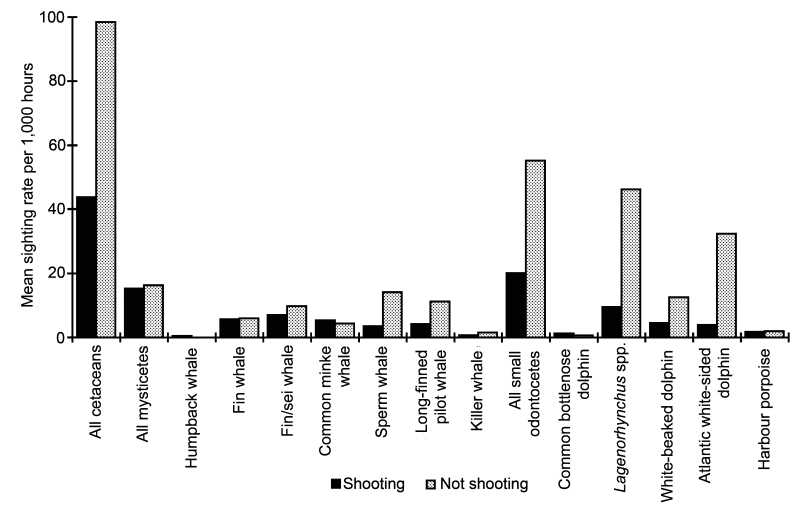 Mean sighting rate per 1,000 hours
100
80
60
40
20
0
All cetaceans
All mysticetes
Humpback whale
Fin whale
Fin/sei whale
Common minke
whale
Sperm whale
Long-finned
pilot whale
Killer whale
All small
odontocetes
Common bottlenose
dolphin
Lagenorhynchus spp.
White-beaked dolphin
Atlantic white-sided
dolphin
Harbour porpoise
Shooting
Not shooting